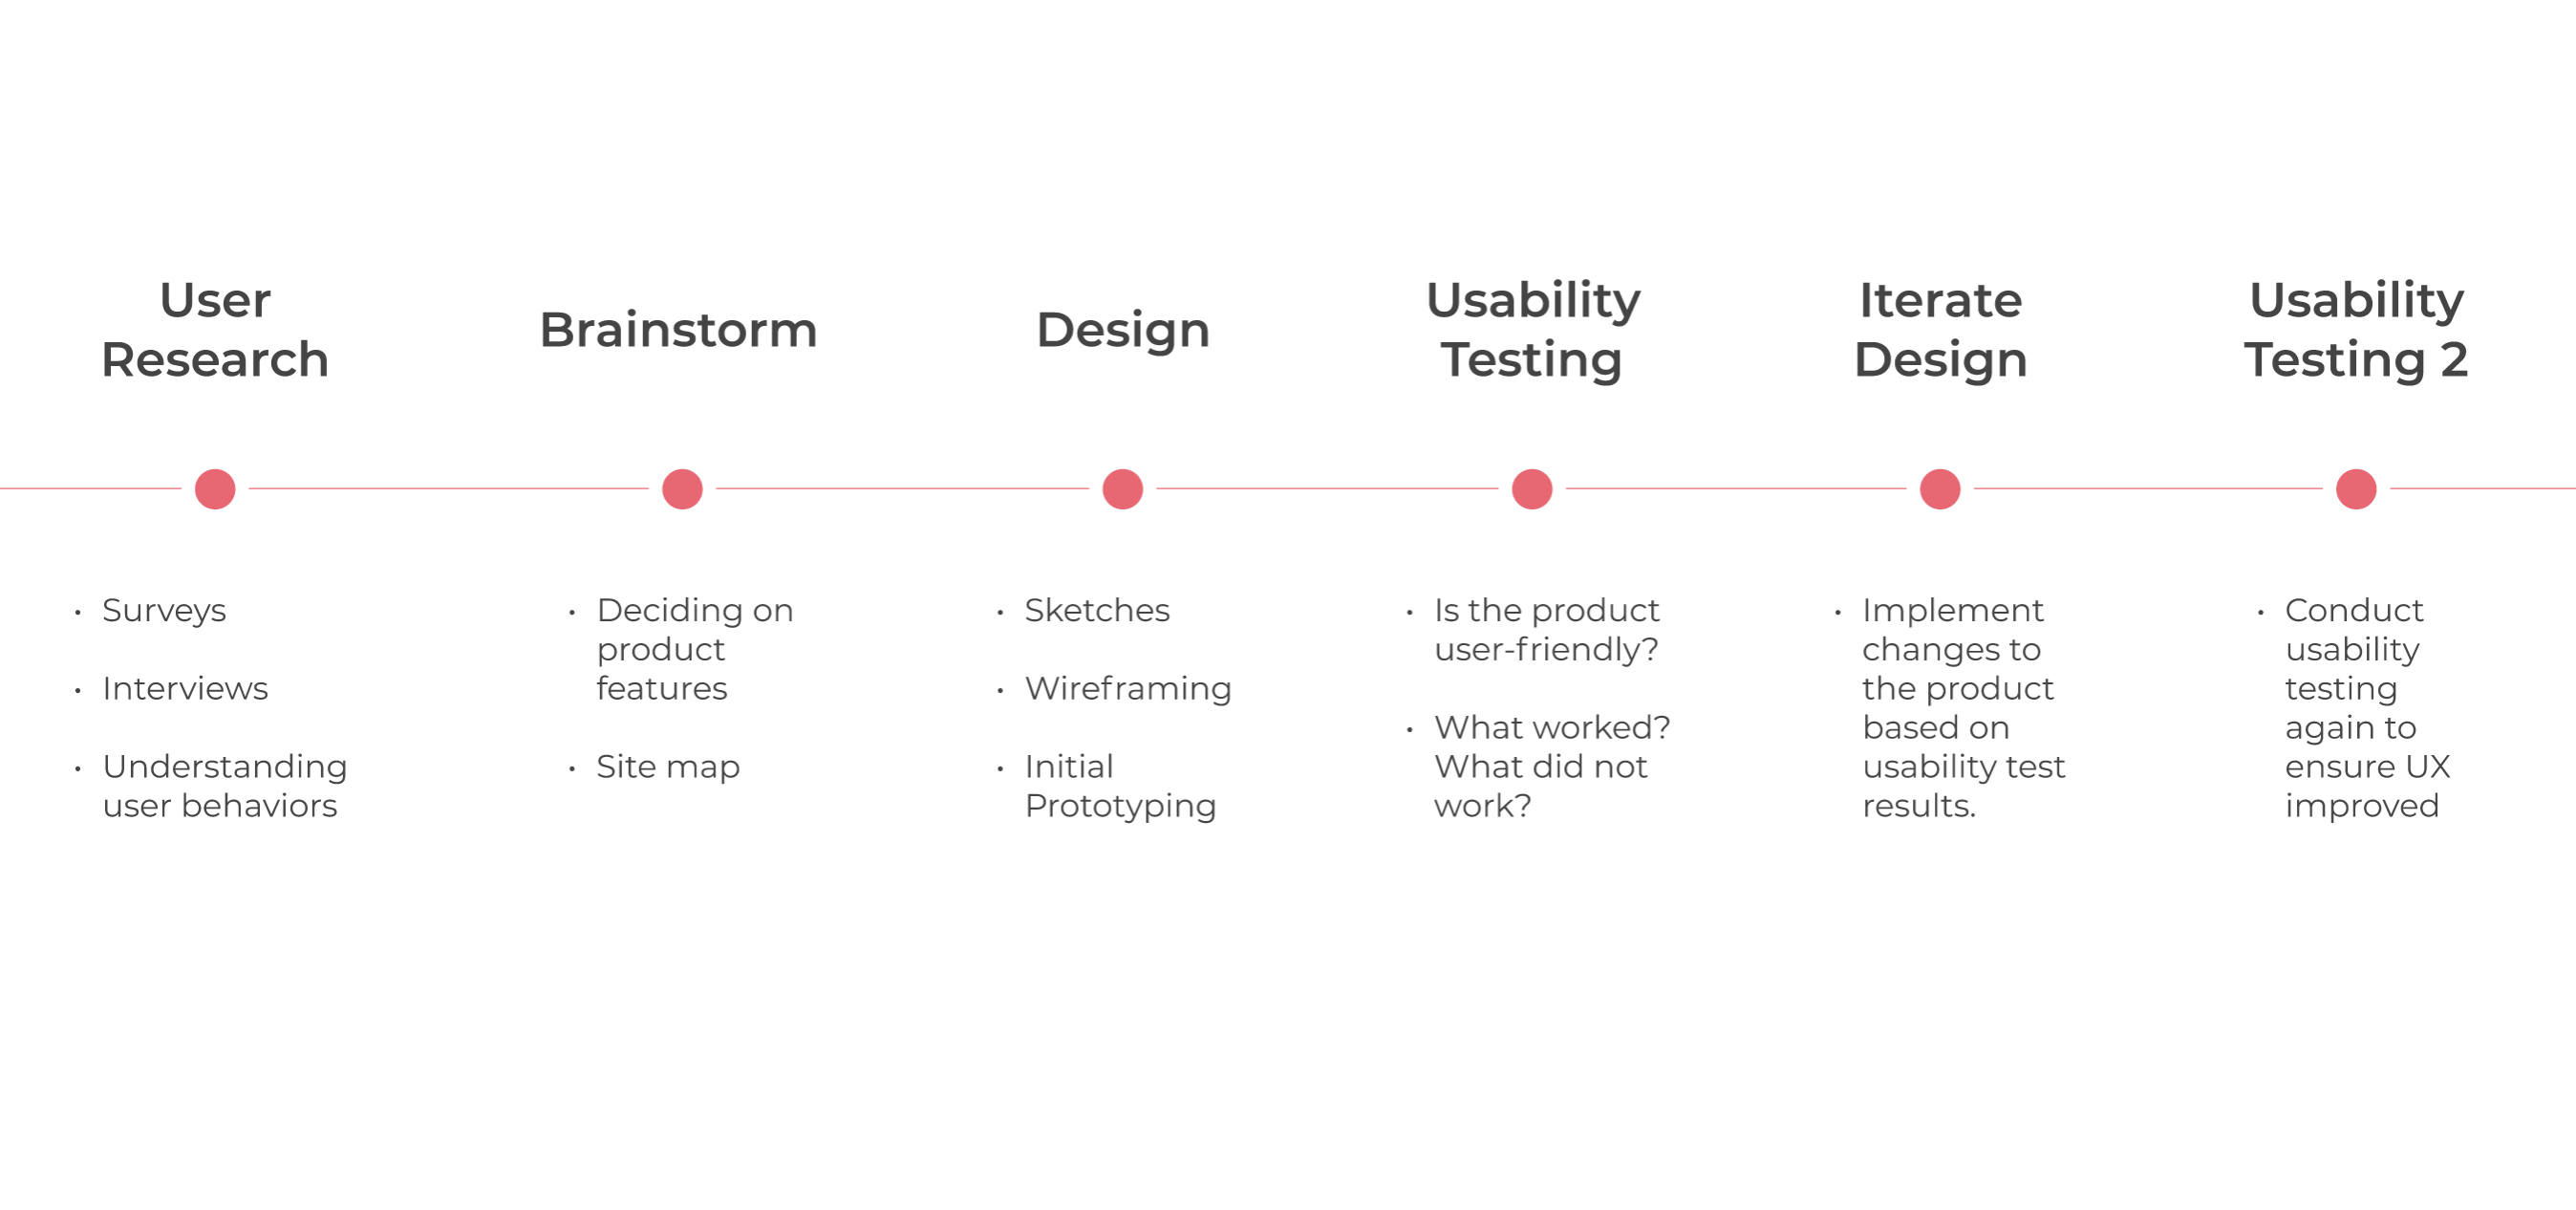 User
Research
Brainstorm
Design
Usability
Testing
Iterate
Design
Usability
Testing 2
• Surveys
• Interviews
• Understanding
user behaviors
• Deciding on
product
features
• Site map
• Sketches
• Wireframing
• Initial
Prototyping
• Is the product
user-friendly?
• What worked?
What did not
work?
• Implement
changes to
the product
based on
usability test
results.
• Conduct
usability
testing
again to
ensure UX
improved